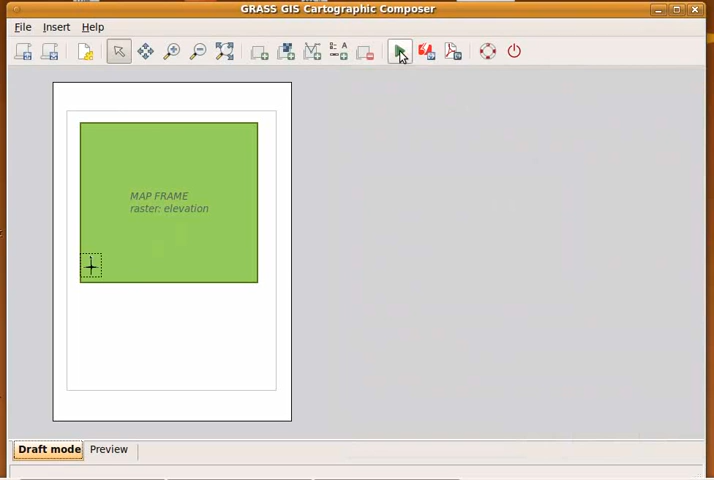 GRASS GIS Cartographic Composer
File Insert Help
MAP FRAME
raster: elevation
Draft mode Preview